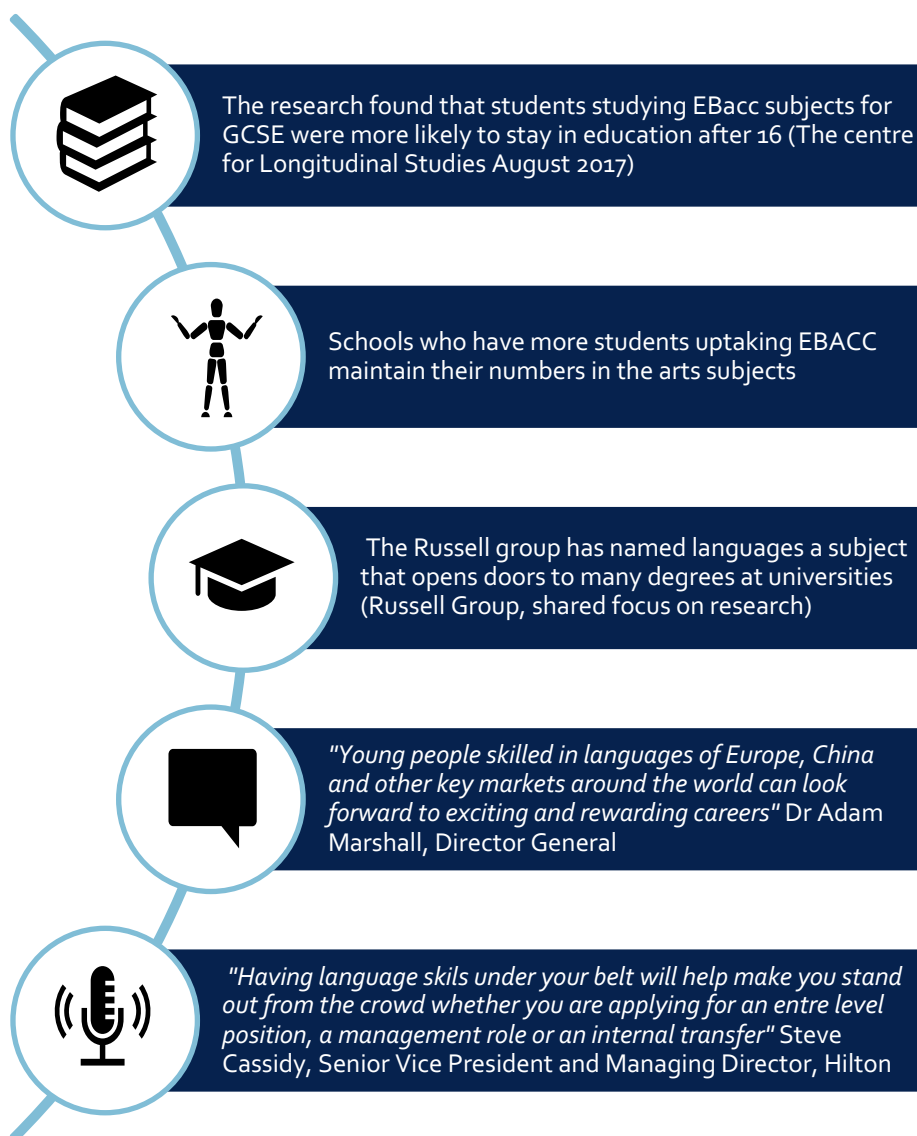 The research found that students studying EBacc subjects for
GCSE were more likely to stay in education after 16 (The centre
for Longitudinal Studies August 2017)
Schools who have more students uptaking EBACC
maintain their numbers in the arts subjects
The Russell group has named languages a subject
that opens doors to many degrees at universities
(Russell Group, shared focus on research)
"Young people skilled in languages of Europe, China
and other key markets around the world can look
forward to exciting and rewarding careers" Dr Adam
Marshall, Director General
"Having language skils under your belt will help make you stand
out from the crowd whether you are applying for an entre level
position, a management role or an internal transfer" Steve
Cassidy, Senior Vice President and Managing Director, Hilton